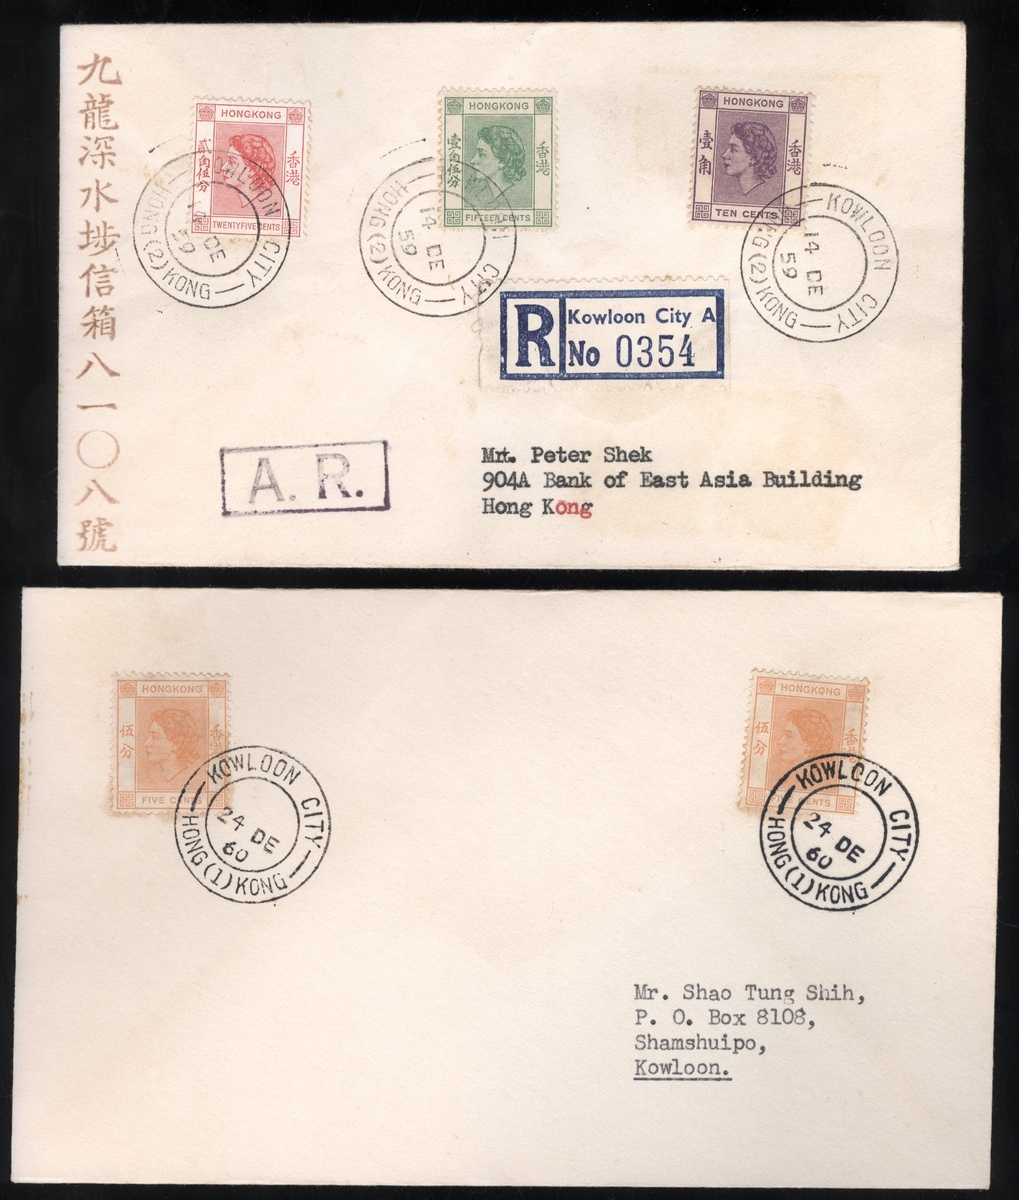 九龍深水埗信箱八一〇八號
HONGKONG
貳角伍分
香港
TWENTYFIVE CENTS
KOWLOON CITY
14 DE
59
HONG (2) KONG
HONGKONG
壹角伍分
香港
FIFTEEN CENTS
CITY
14 DE
59
HONG (2) KONG
HONGKONG
壹角
香港
TEN CENTS
KOWLOON CITY
14 DE
59
(2) KONG
R
Kowloon City A
No 0354
A. R.
Mr. Peter Shek
904A Bank of East Asia Building
Hong Kong
HONGKONG
伍分
香港
FIVE CENTS
KOWLOON CITY
24 DE
60
HONG (1) KONG
HONGKONG
伍分
香港
CENTS
KOWLOON CITY
24 DE
60
HONG (1) KONG
Mr. Shao Tung Shih,
P. O. Box 8108,
Shamshuipo,
Kowloon.